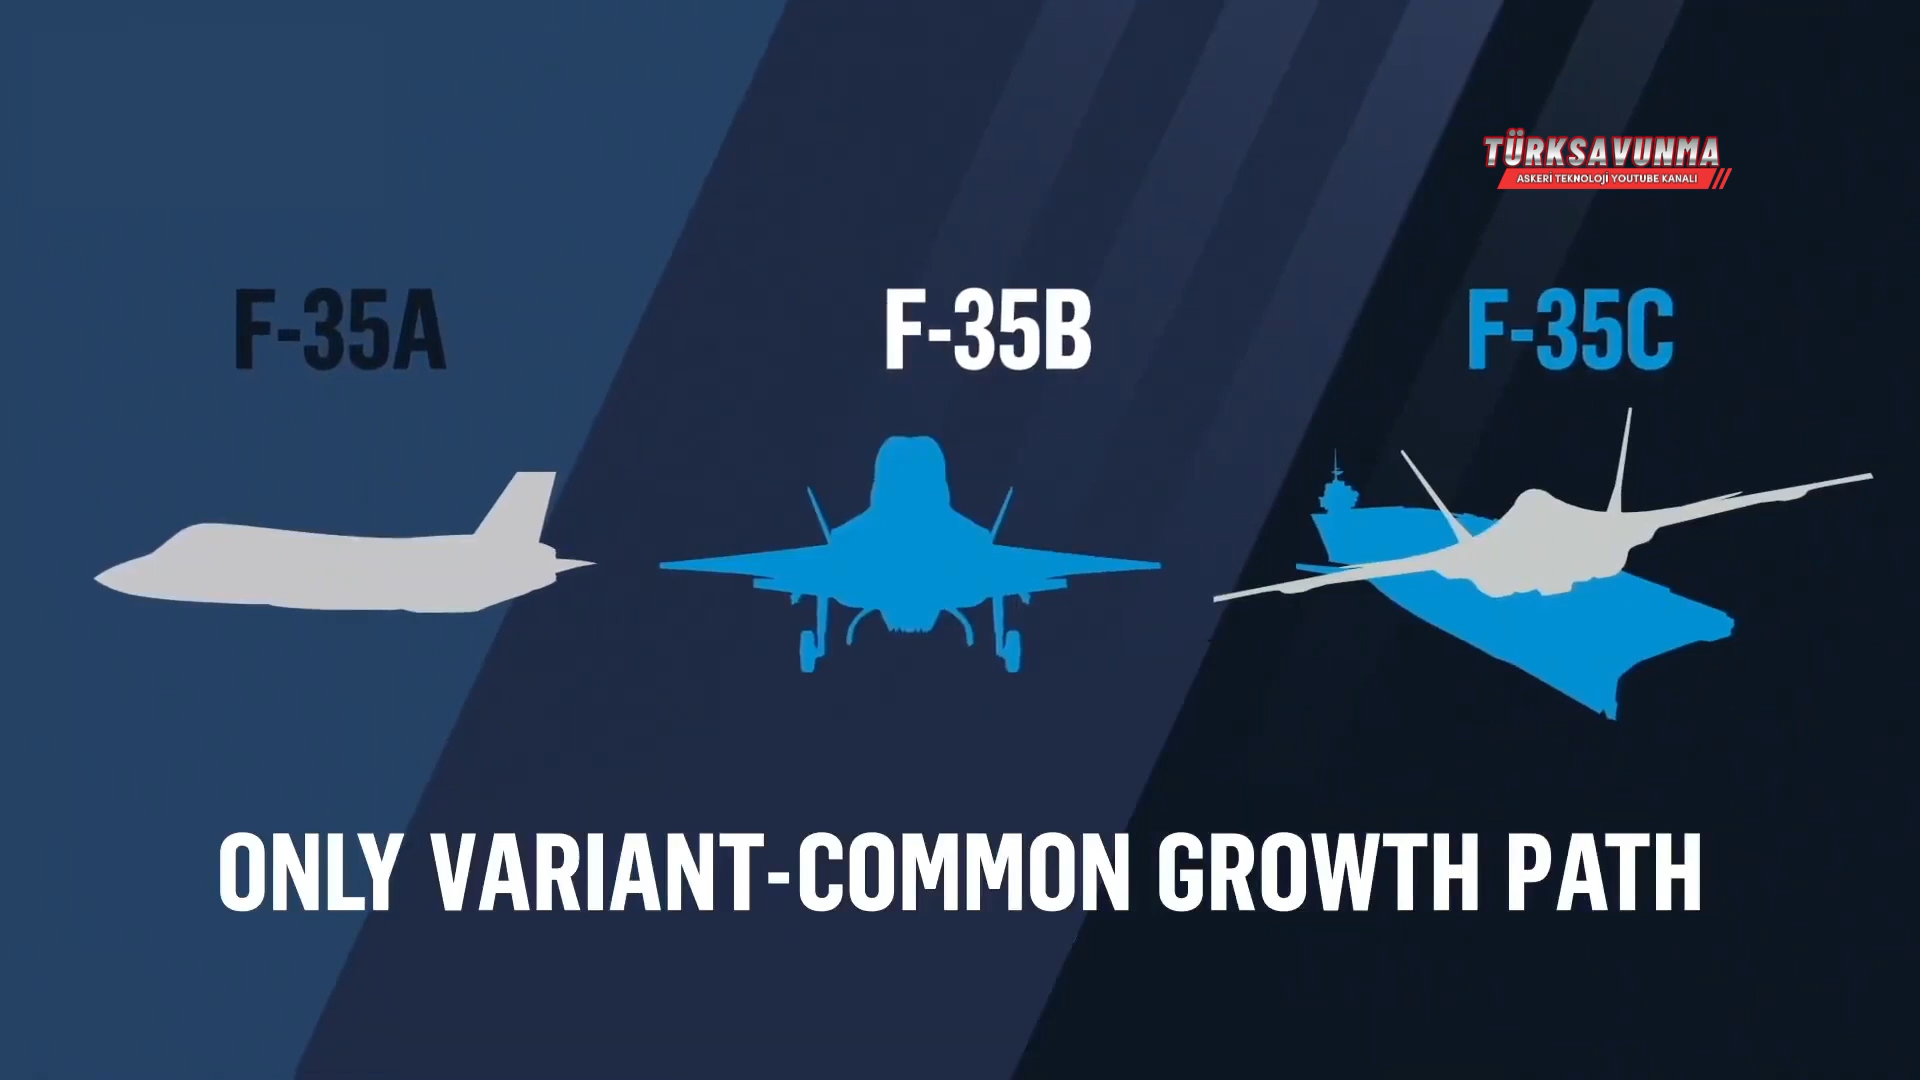 TÜRKSAVUNMA
ASKERİ TEKNOLOJİ YOUTUBE KANALI
F-35A
F-35B
F-35C
ONLY VARIANT-COMMON GROWTH PATH